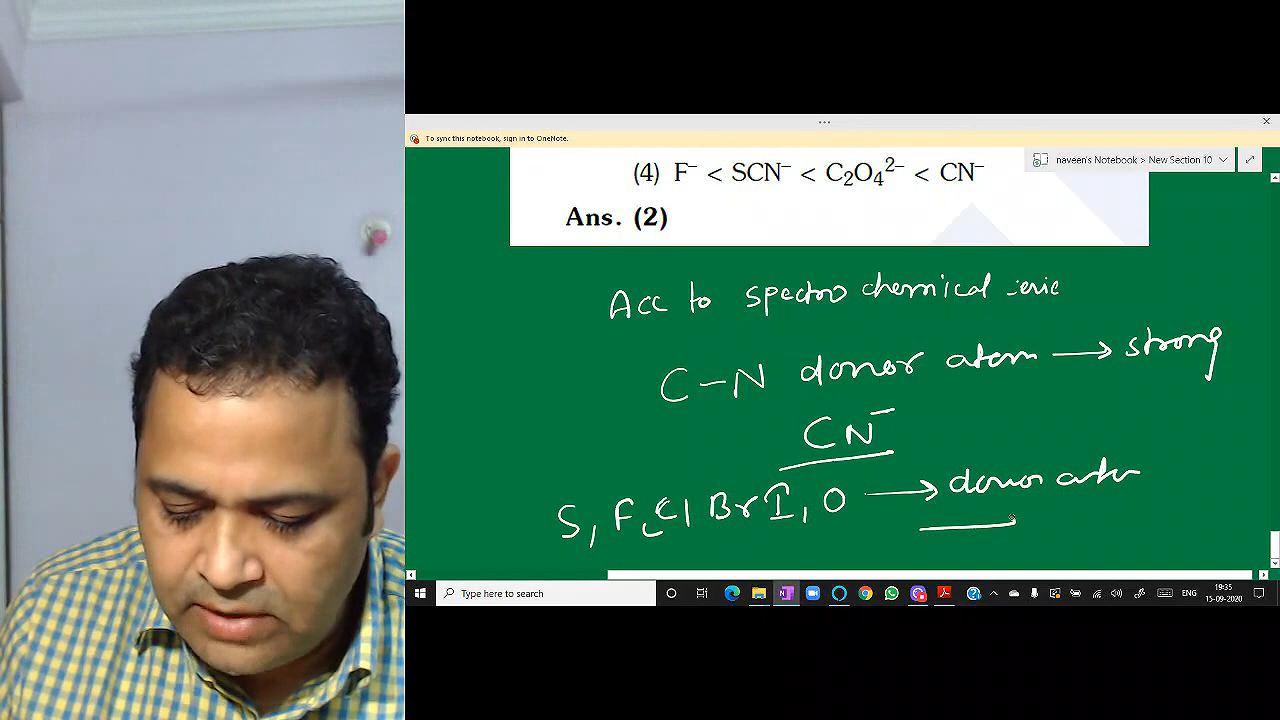 To sync this notebook, sign in to OneNote.
naveen's Notebook > New Section 10
(4) F⁻ < SCN⁻ < C₂O₄²⁻ < CN⁻
Ans. (2)
Acc to spectro chemical serie
C-N donor atom → strong
CN⁻
S, F, Cl Br I, O → donor
Type here to search
ENG
19:35
15-09-2020